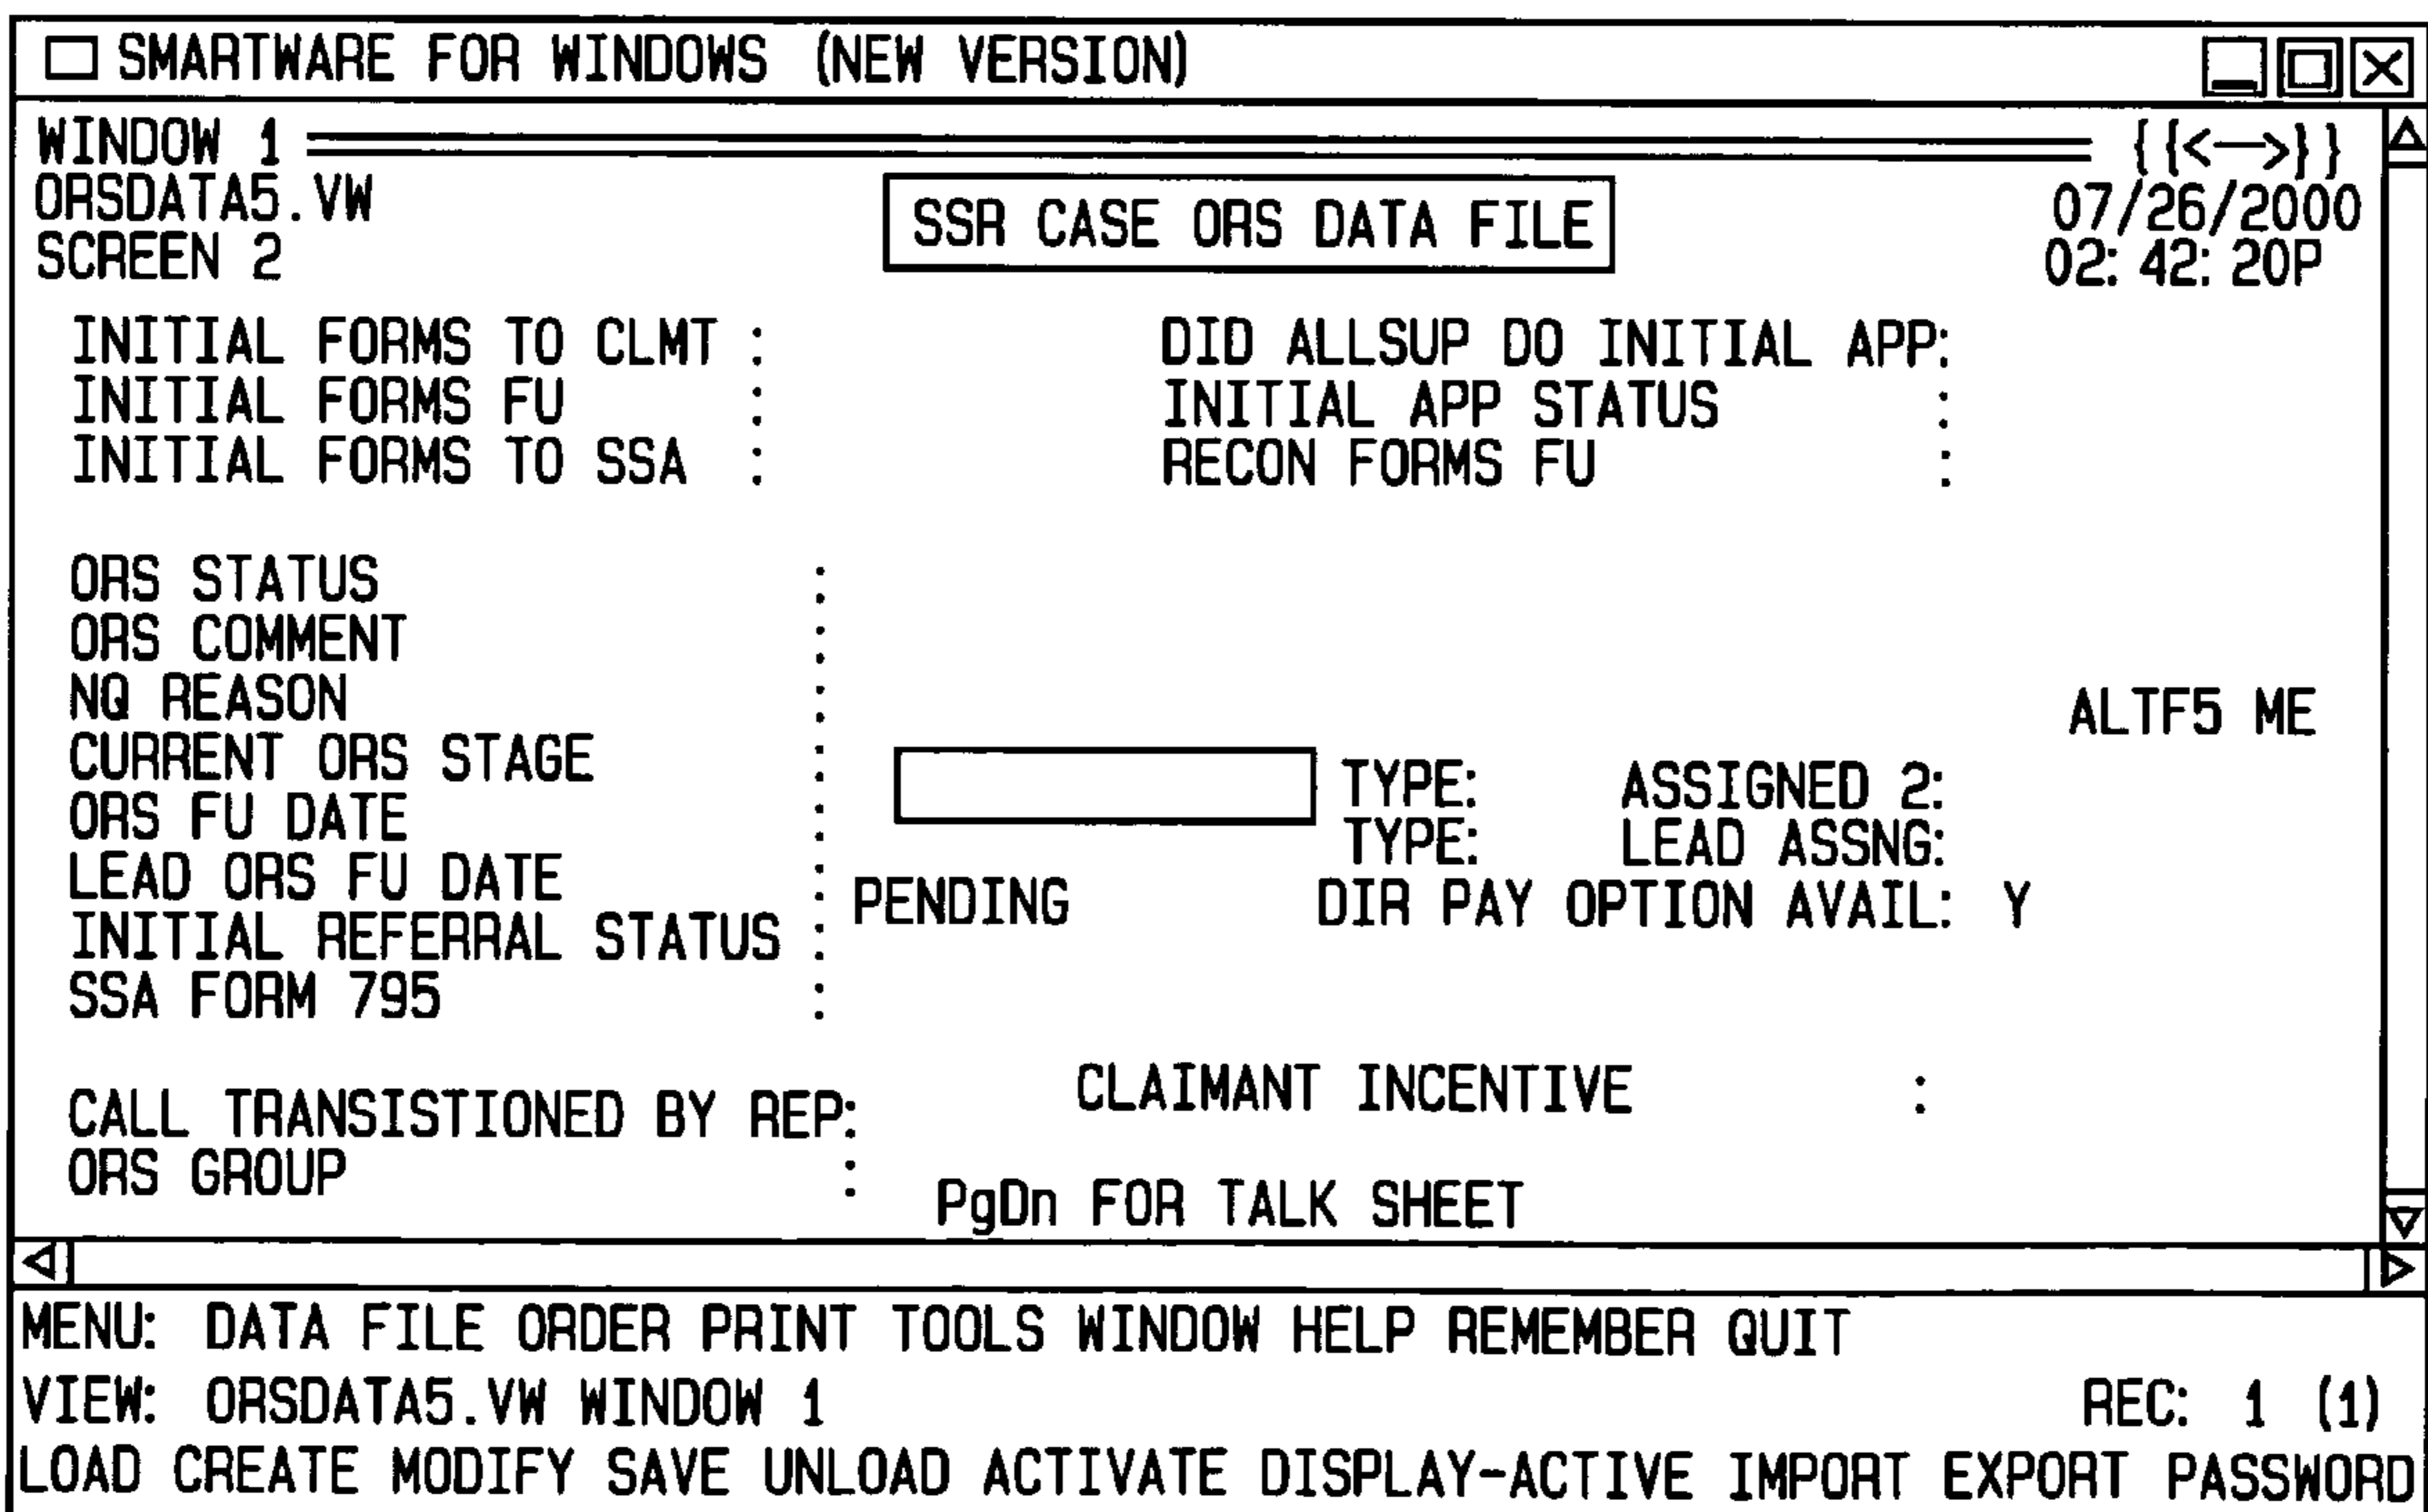 SMARTWARE FOR WINDOWS (NEW VERSION)
WINDOW 1 {{<—>}}
ORSDATA5.VW SSR CASE ORS DATA FILE 07/26/2000
SCREEN 2 02: 42: 20P
INITIAL FORMS TO CLMT : DID ALLSUP DO INITIAL APP:
INITIAL FORMS FU : INITIAL APP STATUS :
INITIAL FORMS TO SSA : RECON FORMS FU :
ORS STATUS :
ORS COMMENT :
NQ REASON : ALTF5 ME
CURRENT ORS STAGE : TYPE: ASSIGNED 2:
ORS FU DATE : TYPE: LEAD ASSNG:
LEAD ORS FU DATE : PENDING DIR PAY OPTION AVAIL: Y
INITIAL REFERRAL STATUS :
SSA FORM 795 :
CLAIMANT INCENTIVE :
CALL TRANSISTIONED BY REP:
ORS GROUP :
PgDn FOR TALK SHEET
MENU: DATA FILE ORDER PRINT TOOLS WINDOW HELP REMEMBER QUIT
VIEW: ORSDATA5.VW WINDOW 1 REC: 1 (1)
LOAD CREATE MODIFY SAVE UNLOAD ACTIVATE DISPLAY-ACTIVE IMPORT EXPORT PASSWORD